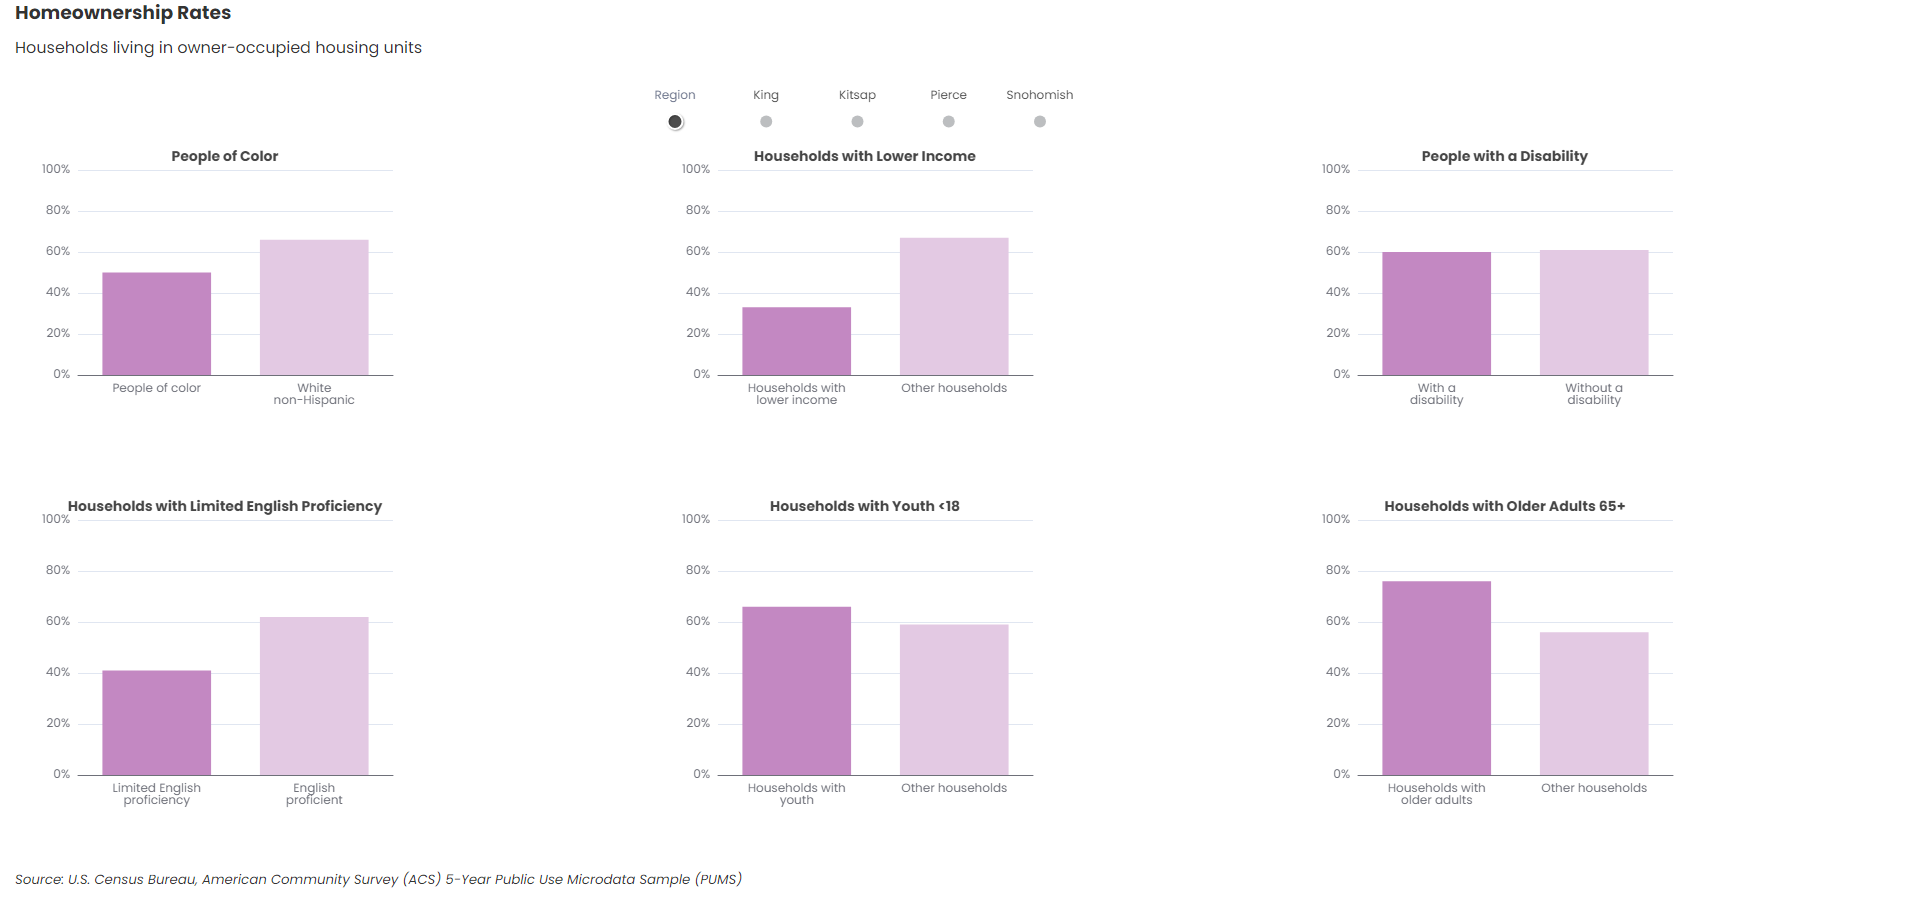 Homeownership Rates
Households living in owner-occupied housing units
Region King Kitsap Pierce Snohomish
People of Color
100%
80%
60%
40%
20%
0%
People of color
White
non-Hispanic
Households with Lower Income
100%
80%
60%
40%
20%
0%
Households with
lower income
Other households
People with a Disability
100%
80%
60%
40%
20%
0%
With a
disability
Without a
disability
Households with Limited English Proficiency
100%
80%
60%
40%
20%
0%
Limited English
proficiency
English
proficient
Households with Youth <18
100%
80%
60%
40%
20%
0%
Households with
youth
Other households
Households with Older Adults 65+
100%
80%
60%
40%
20%
0%
Households with
older adults
Other households
Source: U.S. Census Bureau, American Community Survey (ACS) 5-Year Public Use Microdata Sample (PUMS)